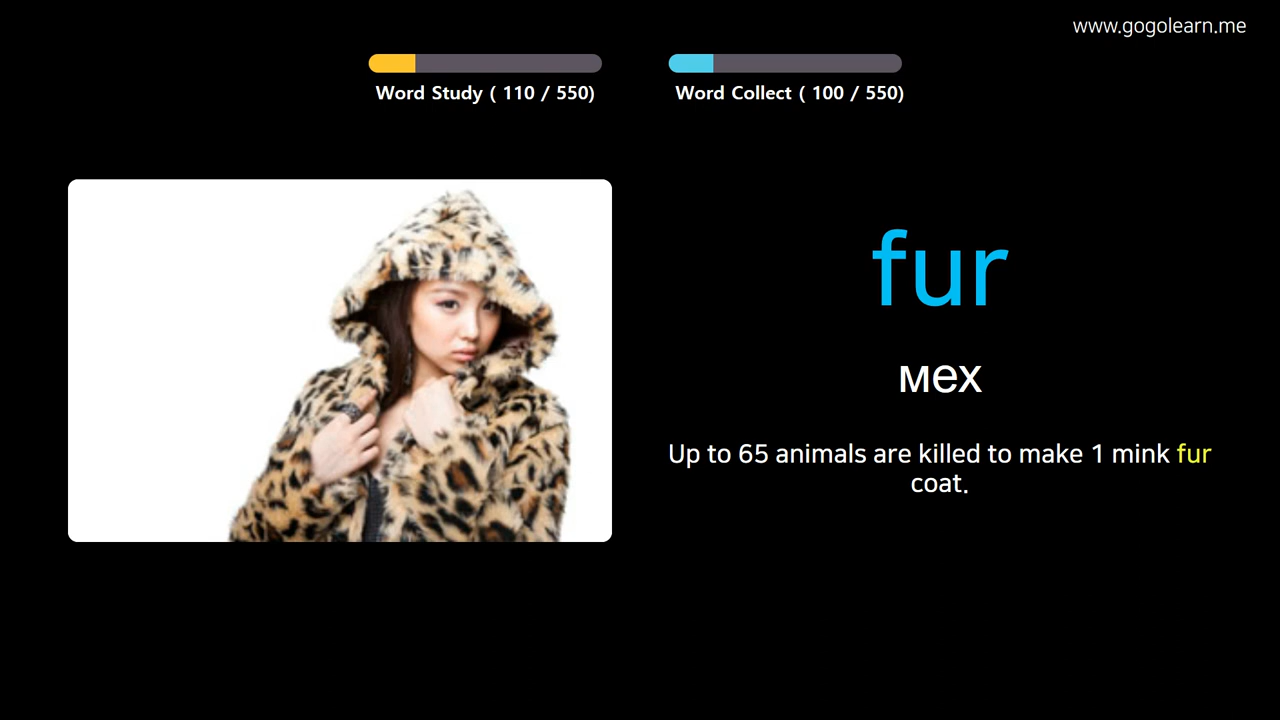 www.gogolearn.me
Word Study ( 110 / 550)
Word Collect ( 100 / 550)
fur
мех
Up to 65 animals are killed to make 1 mink fur
coat.